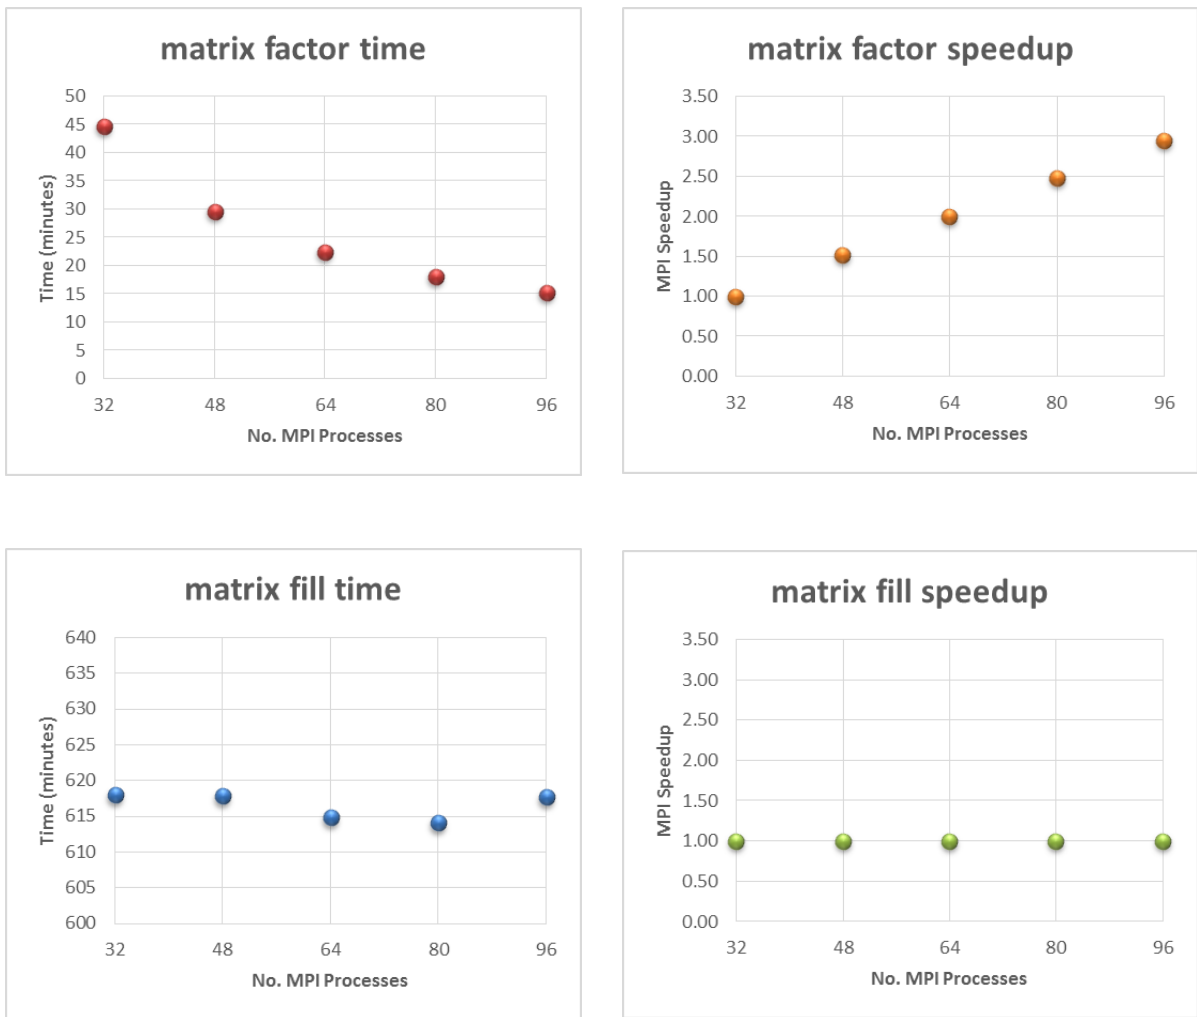 matrix factor time
50
45
40
35
30
25
20
15
10
5
0
Time (minutes)
32 48 64 80 96
No. MPI Processes
matrix factor speedup
3.50
3.00
2.50
2.00
1.50
1.00
0.50
0.00
MPI Speedup
32 48 64 80 96
No. MPI Processes
matrix fill time
640
635
630
625
620
615
610
605
600
Time (minutes)
32 48 64 80 96
No. MPI Processes
matrix fill speedup
3.50
3.00
2.50
2.00
1.50
1.00
0.50
0.00
MPI Speedup
32 48 64 80 96
No. MPI Processes